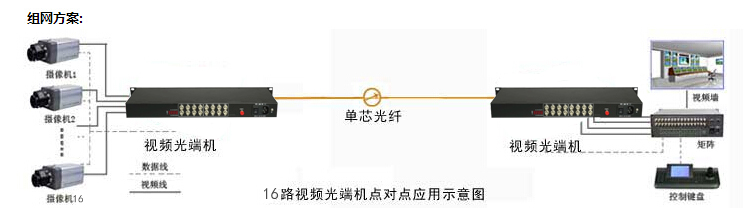 组网方案:
摄像机1
摄像机2
摄像机16
视频光端机
数据线
视频线
单芯光纤
视频光端机
视频墙
矩阵
控制键盘
16路视频光端机点对点应用示意图